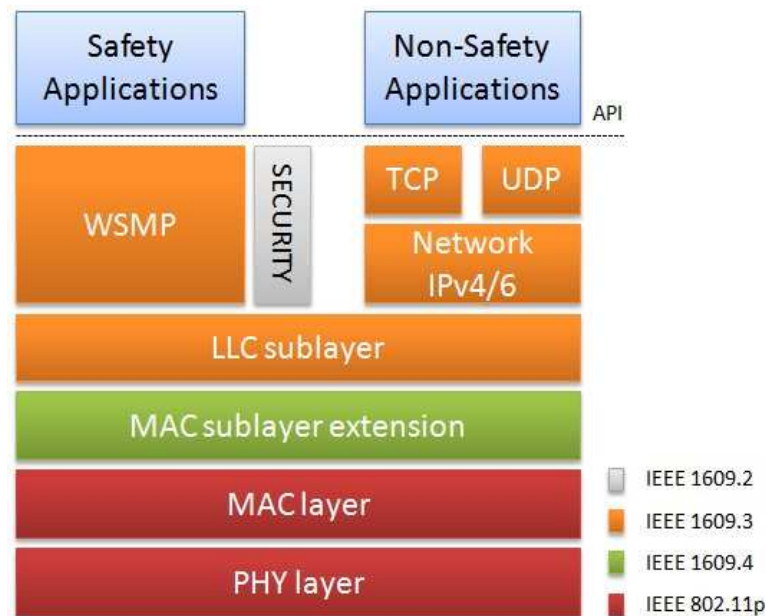 Safety
Applications
Non-Safety
Applications
API
WSMP
SECURITY
TCP
UDP
Network
IPv4/6
LLC sublayer
MAC sublayer extension
MAC layer
PHY layer
IEEE 1609.2
IEEE 1609.3
IEEE 1609.4
IEEE 802.11p